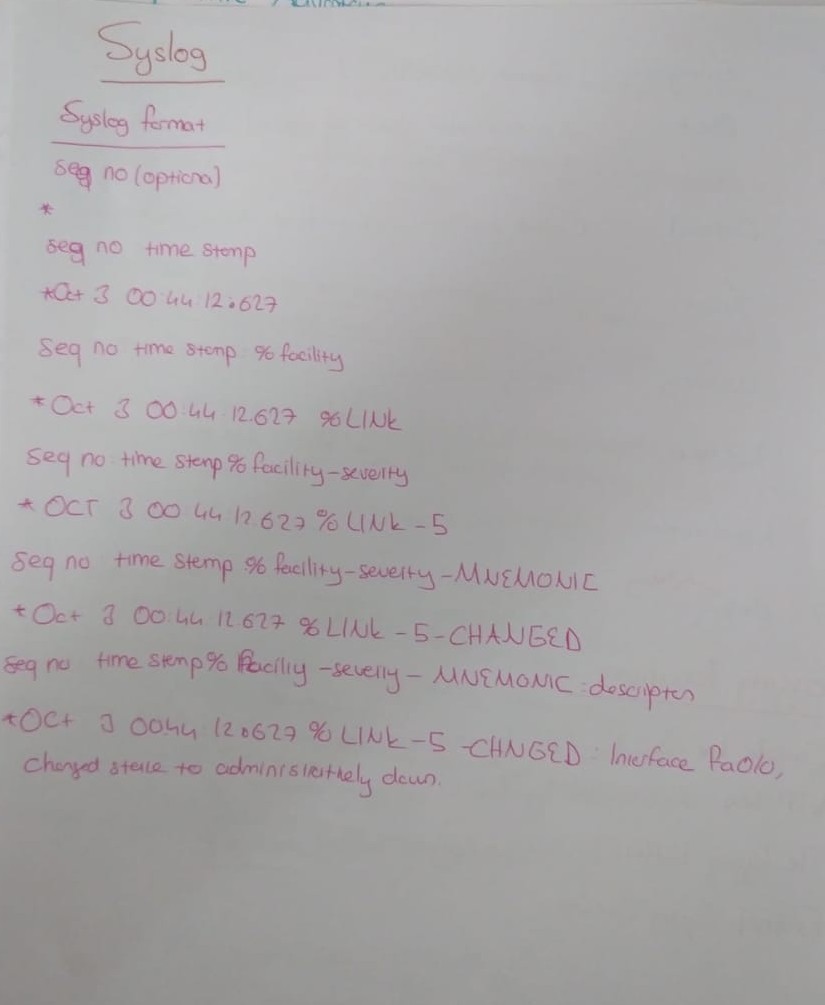 Syslog
Syslog format
seq no (optiona)
*
seq no time stemp
*Oct 3 00:44 12.627
Seq no time stemp % facility
* Oct 3 00:44 12.627 % LINK
seq no time stemp % facility-severity
* OCT 3 00 44 12.627 % LINK - 5
seq no time stemp % facility-severity-MNEMONIC
* Oct 3 00:44 12.627 % LINK - 5 - CHANGED
seq no time stemp % Faciliy -severiy - MNEMONIC : descripten
*OCt 3 0044 12.627 % LINK - 5 - CHNGED : Interface Fa0/0,
Changed state to down.